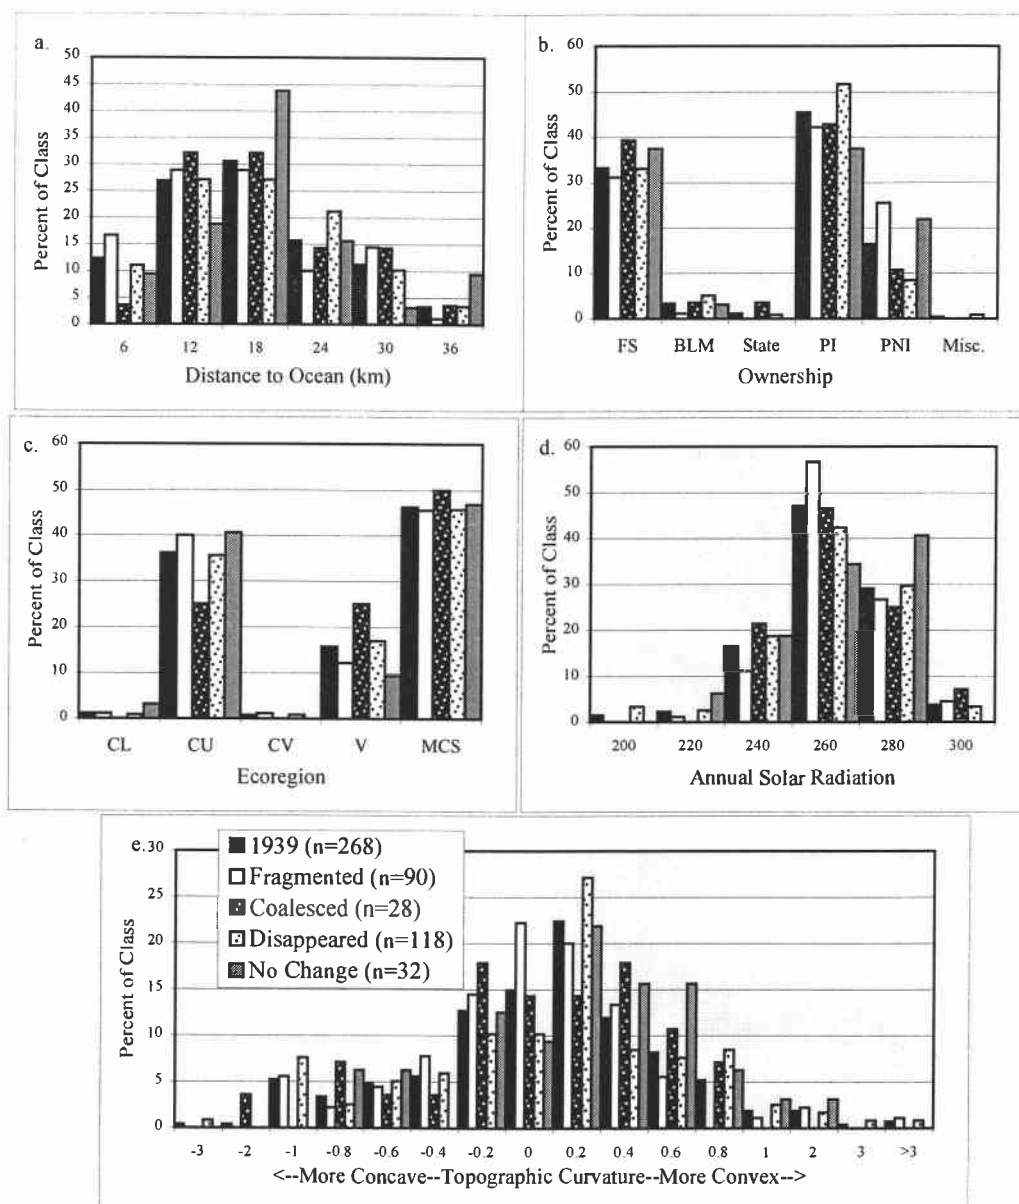 a.
50
45
40
35
30
25
20
15
10
5
0
Percent of Class
6 12 18 24 30 36
Distance to Ocean (km)
b.
60
50
40
30
20
10
0
Percent of Class
FS BLM State PI PNI Misc.
Ownership
c.
60
50
40
30
20
10
0
Percent of Class
CL CU CV V MCS
Ecoregion
d.
60
50
40
30
20
10
0
Percent of Class
200 220 240 260 280 300
Annual Solar Radiation
e.30
25
20
15
10
5
0
Percent of Class
1939 (n=268)
Fragmented (n=90)
Coalesced (n=28)
Disappeared (n=118)
No Change (n=32)
-3 -2 -1 -0.8 -0.6 -0.4 -0.2 0 0.2 0.4 0.6 0.8 1 2 3 >3
<--More Concave--Topographic Curvature--More Convex-->